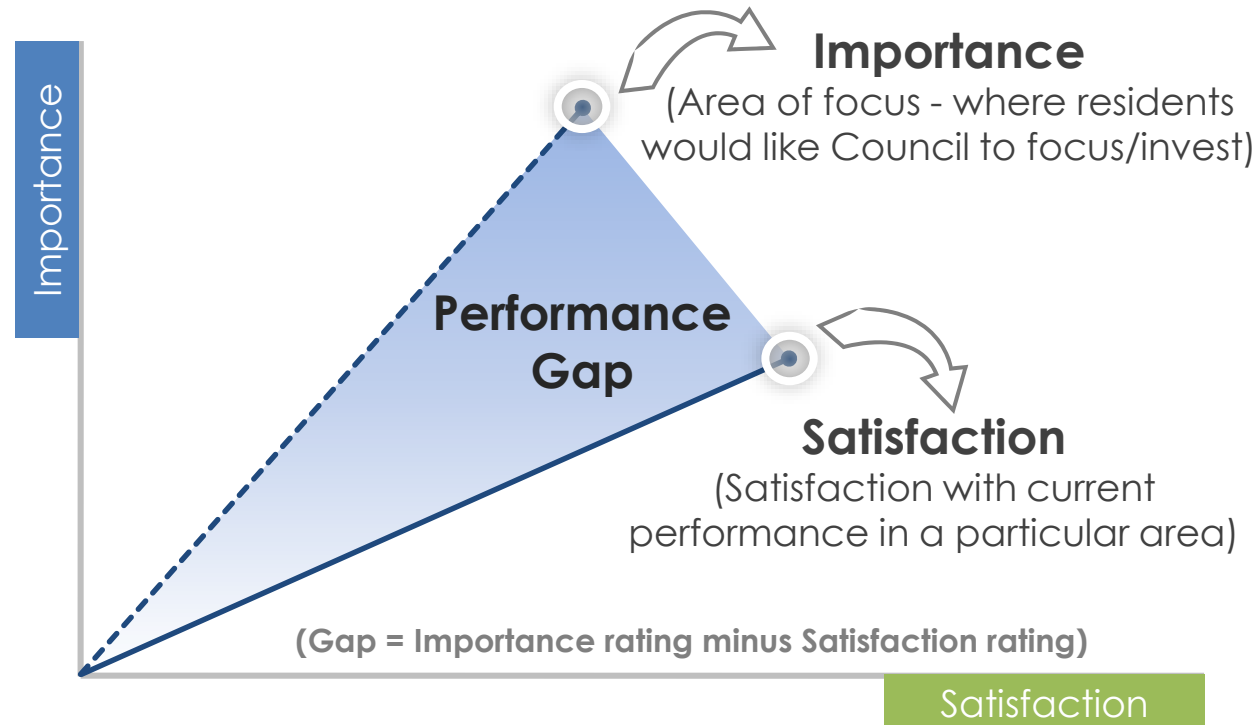 Importance
Importance
(Area of focus - where residents
would like Council to focus/invest)
Performance
Gap
Satisfaction
(Satisfaction with current
performance in a particular area)
(Gap = Importance rating minus Satisfaction rating)
Satisfaction